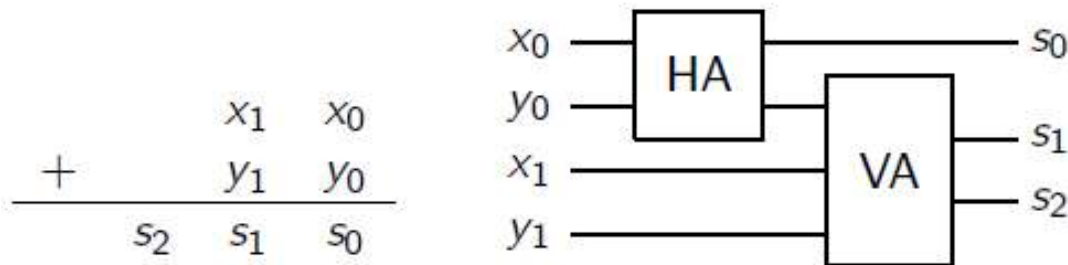 x₁ x₀
+ y₁ y₀
s₂ s₁ s₀
x₀ HA s₀
y₀
x₁ VA s₁
y₁ s₂